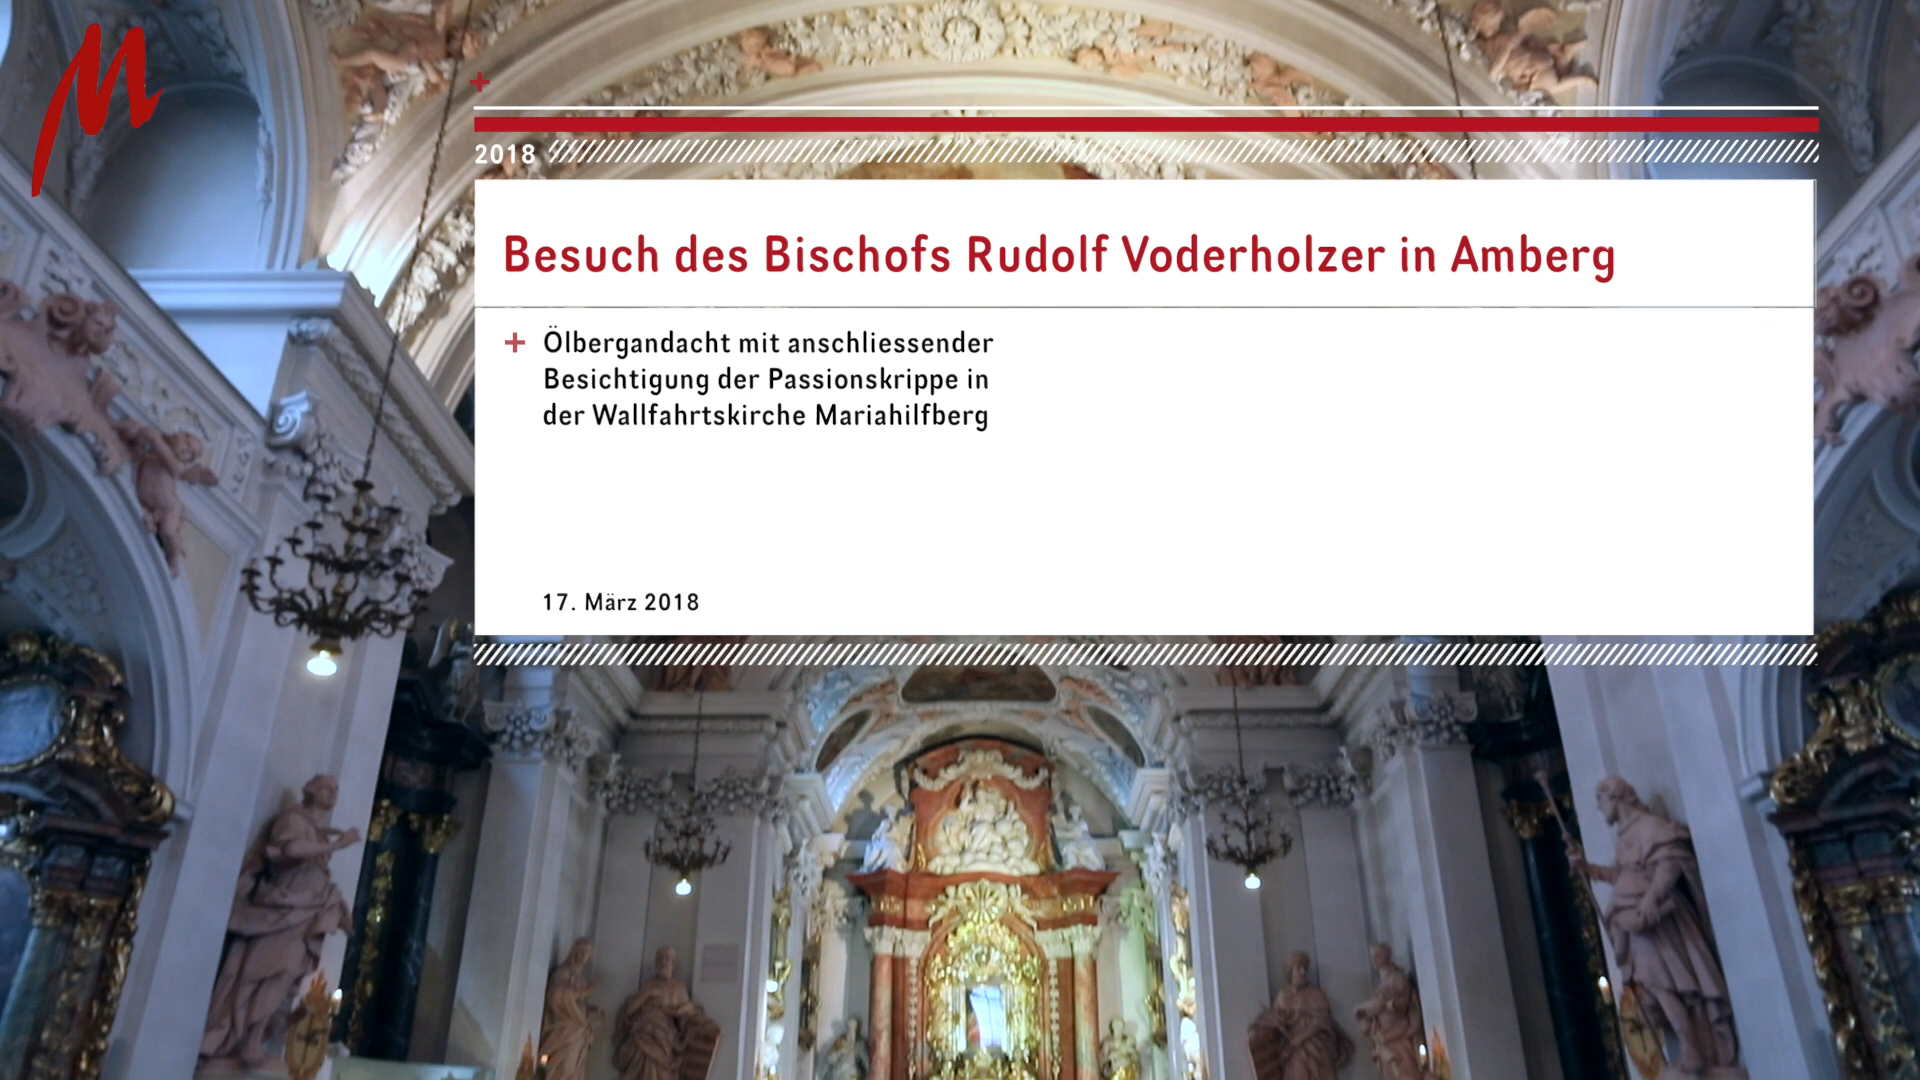 2018
Besuch des Bischofs Rudolf Voderholzer in Amberg
+ Ölbergandacht mit anschliessender
Besichtigung der Passionskrippe in
der Wallfahrtskirche Mariahilfberg
17. März 2018